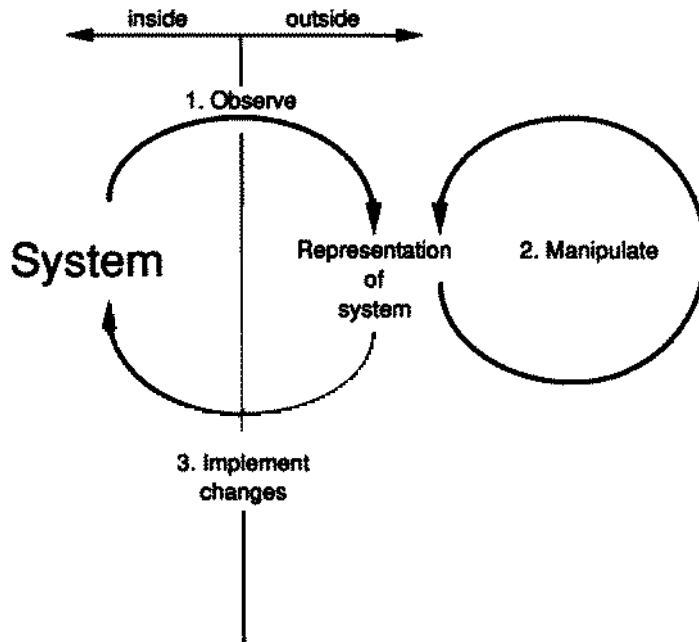 inside outside
1. Observe
System
Representation
of
system
2. Manipulate
3. Implement
changes